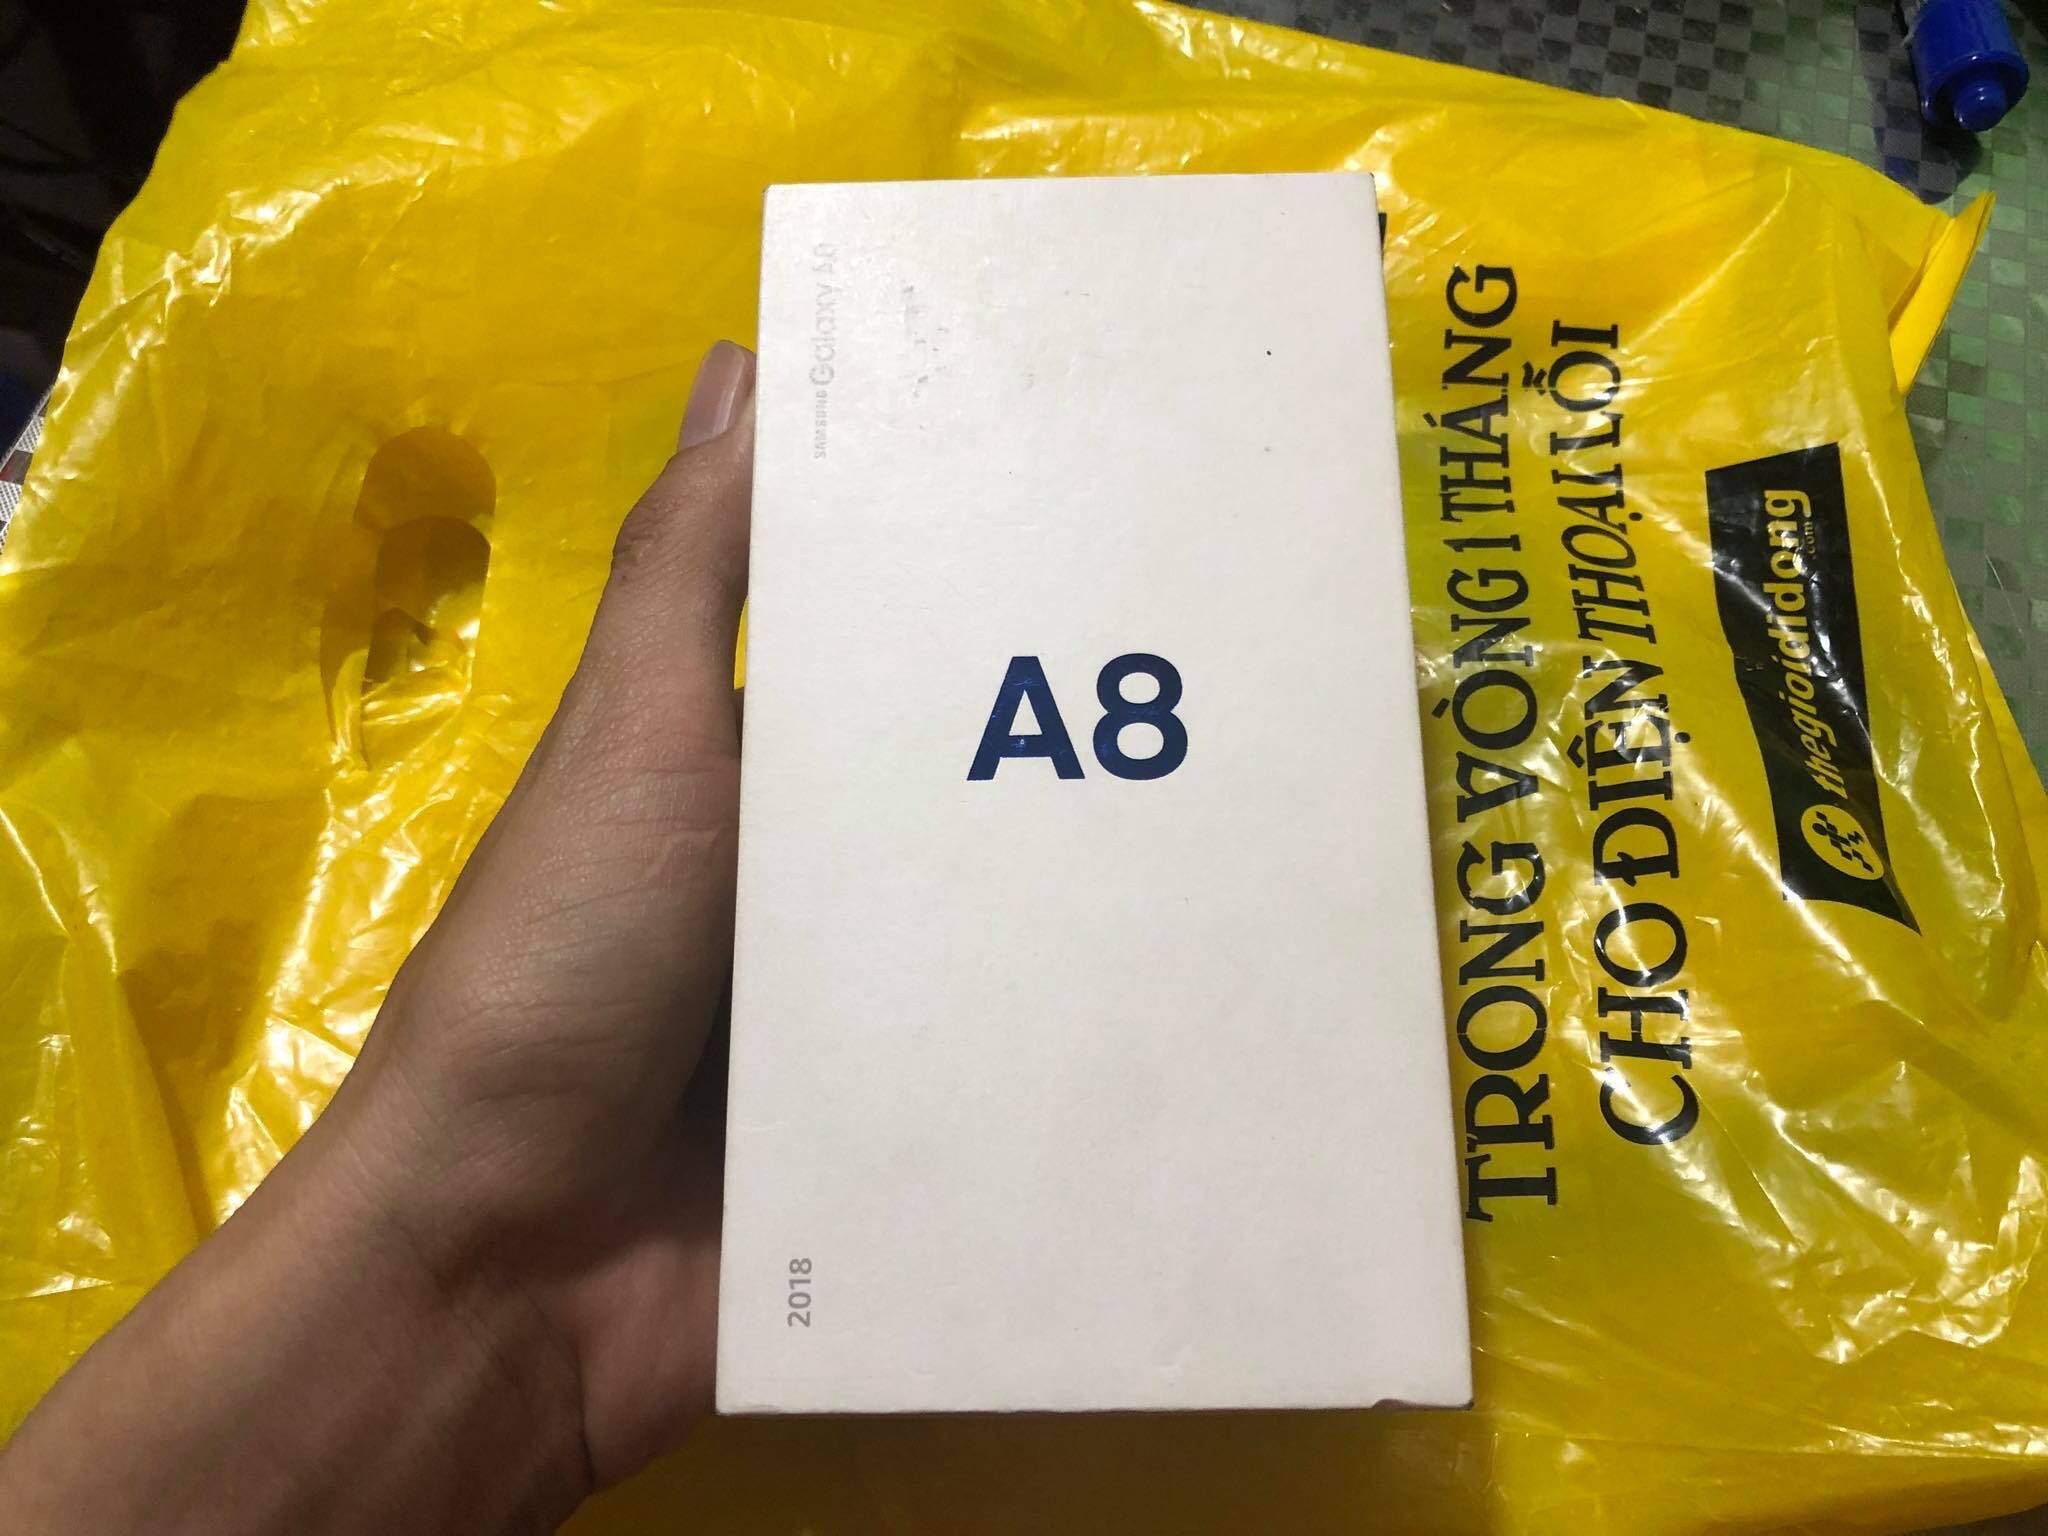 SAMSUNG Galaxy A8
A8
2018
TRONG VÒNG 1 THÁNG
CHO ĐIỆN THOẠI LỖI
thegioididong
.com